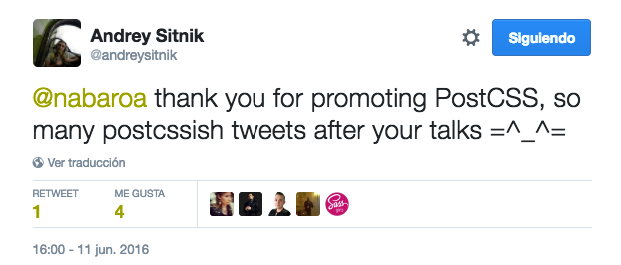 Andrey Sitnik
@andreysitnik
Siguiendo
@nabaroa thank you for promoting PostCSS, so
many postcssish tweets after your talks =^_^=
Ver traducción
RETWEET
1
ME GUSTA
4
Sass
16:00 - 11 jun. 2016